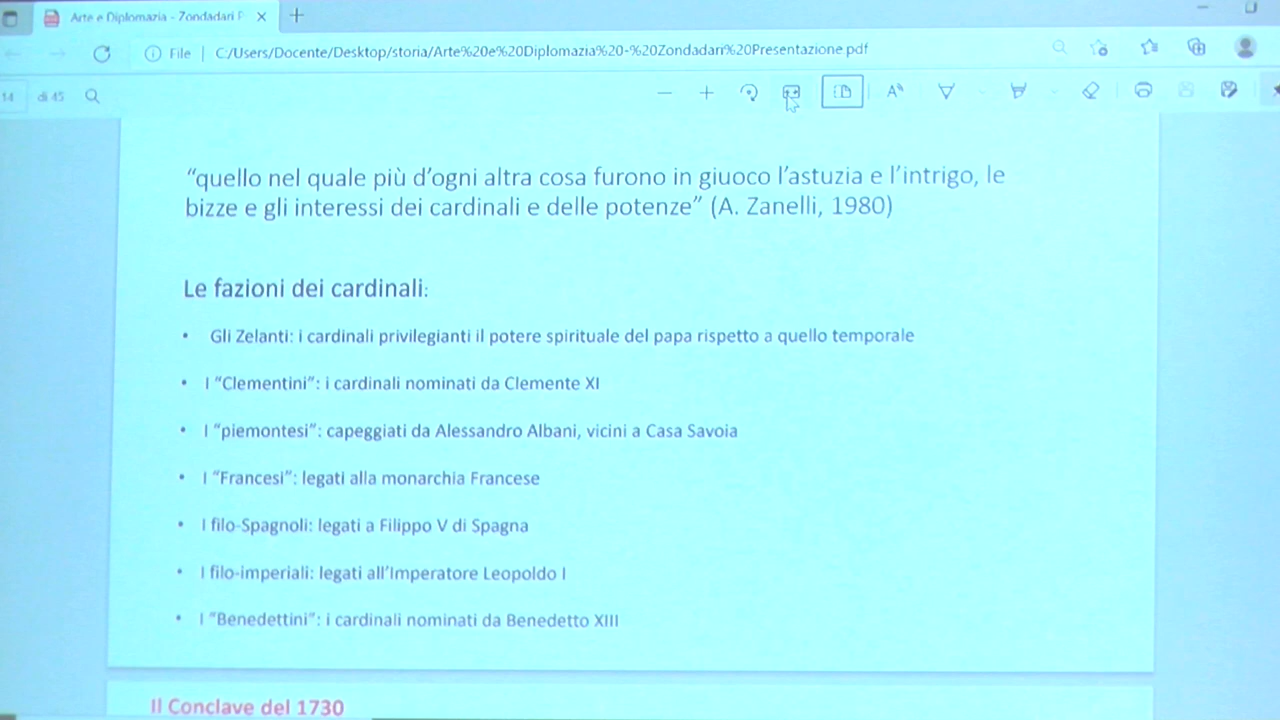 Arte e Diplomazia - Zondadari P
File
C:/Users/Docente/Desktop/storia/Arte%20e%20Diplomazia%20-%20Zondadari%20Presentazione.pdf
14 di 45
“quello nel quale più d’ogni altra cosa furono in giuoco l’astuzia e l’intrigo, le
bizze e gli interessi dei cardinali e delle potenze” (A. Zanelli, 1980)
Le fazioni dei cardinali:
• Gli Zelanti: i cardinali privilegianti il potere spirituale del papa rispetto a quello temporale
• I “Clementini”: i cardinali nominati da Clemente XI
• I “piemontesi”: capeggiati da Alessandro Albani, vicini a Casa Savoia
• I “Francesi”: legati alla monarchia Francese
• I filo-Spagnoli: legati a Filippo V di Spagna
• I filo-imperiali: legati all’Imperatore Leopoldo I
• I “Benedettini”: i cardinali nominati da Benedetto XIII
Il Conclave del 1730